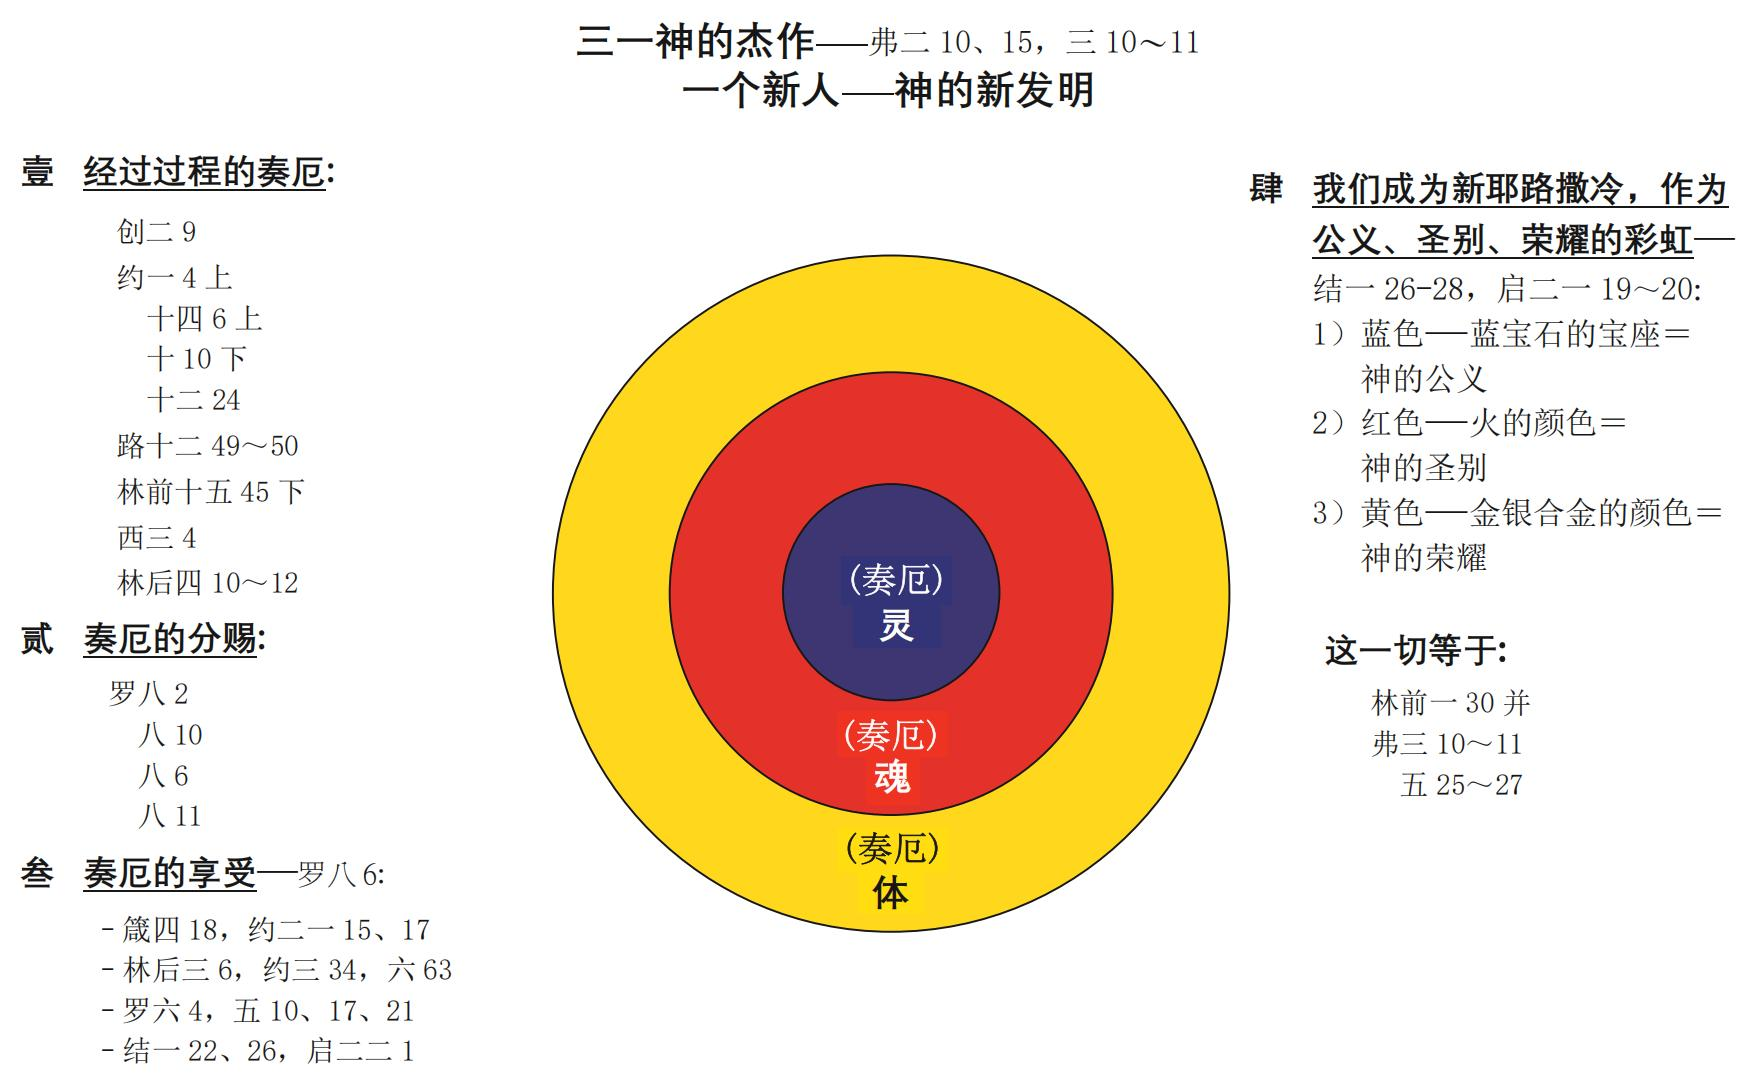 三一神的杰作——弗二 10、15，三 10～11
一个新人——神的新发明
壹 经过过程的奏厄：
创二 9
约一 4 上
十四 6 上
十 10 下
十二 24
路十二 49～50
林前十五 45 下
西三 4
林后四 10～12
贰 奏厄的分赐：
罗八 2
八 10
八 6
八 11
叁 奏厄的享受——罗八 6：
- 箴四 18，约二一 15、17
- 林后三 6，约三 34，六 63
- 罗六 4，五 10、17、21
- 结一 22、26，启二二 1
(奏厄)
灵
(奏厄)
魂
(奏厄)
体
肆 我们成为新耶路撒冷，作为
公义、圣别、荣耀的彩虹——
结一 26-28，启二一 19～20：
1）蓝色——蓝宝石的宝座＝
神的公义
2）红色——火的颜色＝
神的圣别
3）黄色——金银合金的颜色＝
神的荣耀
这一切等于：
林前一 30 并
弗三 10～11
五 25～27